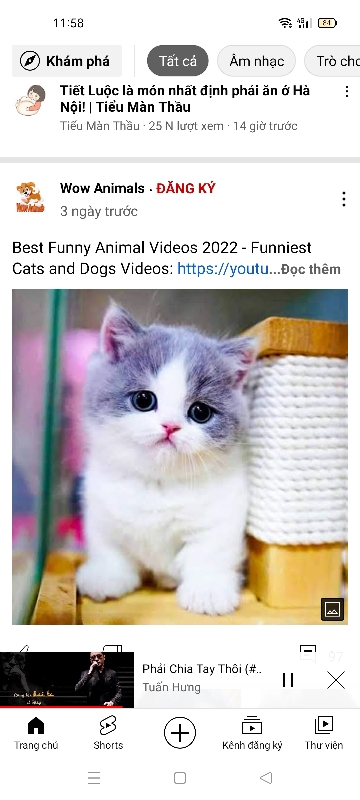 11:58
84
Khám phá
Tất cả
Âm nhạc
Trò chơ
Tiết Luộc là món nhất định phải ăn ở Hà
Nội! | Tiểu Màn Thầu
Tiểu Màn Thầu · 25 N lượt xem · 14 giờ trước
Wow Animals · ĐĂNG KÝ
3 ngày trước
Best Funny Animal Videos 2022 - Funniest
Cats and Dogs Videos: https://youtu...Đọc thêm
97
Phải Chia Tay Thôi (#..
Tuấn Hưng
Trang chủ
Shorts
Kênh đăng ký
Thư viện